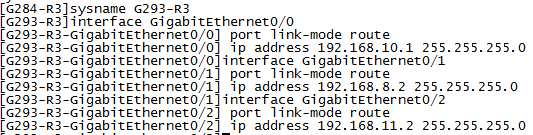 [G284-R3]sysname G293-R3
[G293-R3]interface GigabitEthernet0/0
[G293-R3-GigabitEthernet0/0] port link-mode route
[G293-R3-GigabitEthernet0/0] ip address 192.168.10.1 255.255.255.0
[G293-R3-GigabitEthernet0/0]interface GigabitEthernet0/1
[G293-R3-GigabitEthernet0/1] port link-mode route
[G293-R3-GigabitEthernet0/1] ip address 192.168.8.2 255.255.255.0
[G293-R3-GigabitEthernet0/1]interface GigabitEthernet0/2
[G293-R3-GigabitEthernet0/2] port link-mode route
[G293-R3-GigabitEthernet0/2] ip address 192.168.11.2 255.255.255.0